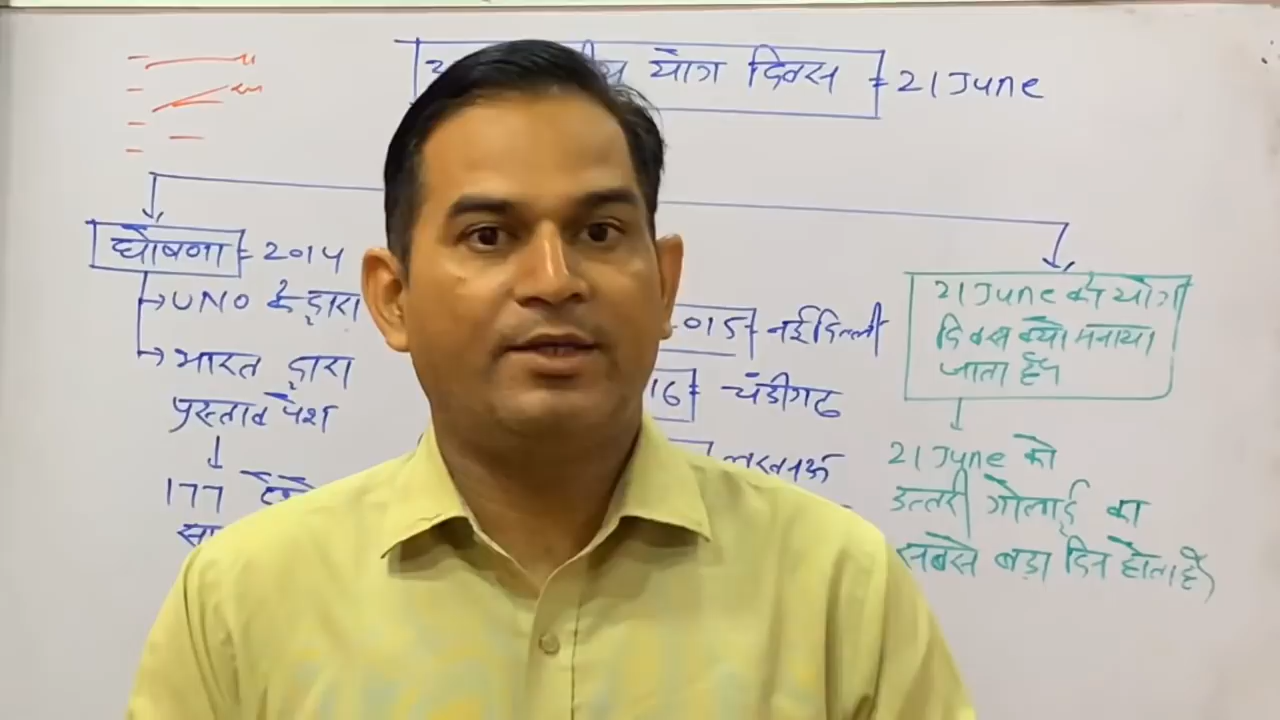 योग दिवस = 21 June
घोषणा = 2014
→ UNO के द्वारा
→ भारत द्वारा
प्रस्ताव पेश
177
2015 = नई दिल्ली
16 = चंडीगढ
लखनऊ
21 June को योग
दिवस क्यो मनाया
जाता है?
21 June को
उत्तरी गोलार्द्ध का
सबसे बड़ा दिन होता है)